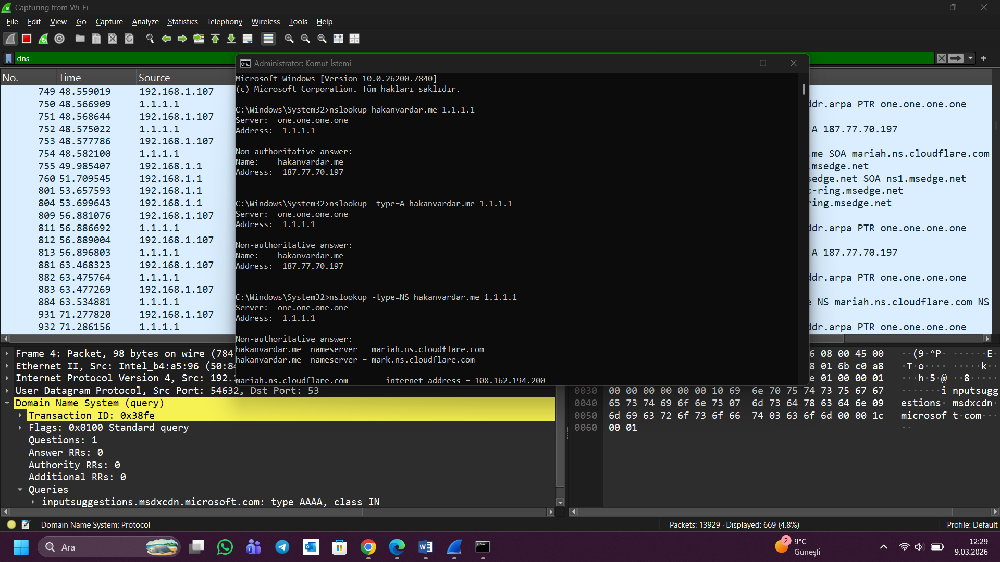 Capturing from Wi-Fi
File Edit View Go Capture Analyze Statistics Telephony Wireless Tools Help
dns
No. Time Source
749 48.559019 192.168.1.107
750 48.566909 1.1.1.1
751 48.568644 192.168.1.107
752 48.575022 1.1.1.1
753 48.577786 192.168.1.107
754 48.582100 1.1.1.1
755 49.985407 192.168.1.1
760 51.709545 192.168.1.1
801 53.657593 192.168.1.1
804 53.699643 192.168.1.1
809 56.881076 192.168.1.107
811 56.886692 1.1.1.1
812 56.889004 192.168.1.107
813 56.896803 1.1.1.1
881 63.468323 192.168.1.107
882 63.475764 1.1.1.1
883 63.477269 192.168.1.107
884 63.534881 1.1.1.1
931 71.277820 192.168.1.107
932 71.286156 1.1.1.1
Administrator: Komut İstemi
Microsoft Windows [Version 10.0.26200.7840]
(c) Microsoft Corporation. Tüm hakları saklıdır.
C:\Windows\System32>nslookup hakanvardar.me 1.1.1.1
Server: one.one.one.one
Address: 1.1.1.1
Non-authoritative answer:
Name: hakanvardar.me
Address: 187.77.70.197
C:\Windows\System32>nslookup -type=A hakanvardar.me 1.1.1.1
Server: one.one.one.one
Address: 1.1.1.1
Non-authoritative answer:
Name: hakanvardar.me
Address: 187.77.70.197
C:\Windows\System32>nslookup -type=NS hakanvardar.me 1.1.1.1
Server: one.one.one.one
Address: 1.1.1.1
Non-authoritative answer:
hakanvardar.me nameserver = mariah.ns.cloudflare.com
hakanvardar.me nameserver = mark.ns.cloudflare.com
mariah.ns.cloudflare.com internet address = 108.162.194.200
ddr.arpa PTR one.one.one.one
A 187.77.70.197
.me SOA mariah.ns.cloudflare.com
.msedge.net
sedge.net SOA ns1.msedge.net
c-ring.msedge.net
ring.msedge.net
ddr.arpa PTR one.one.one.one
A 187.77.70.197
ddr.arpa PTR one.one.one.one
e NS mariah.ns.cloudflare.com NS
ddr.arpa PTR one.one.one.one
Frame 4: Packet, 98 bytes on wire (784
Ethernet II, Src: Intel_b4:a5:96 (50:84
Internet Protocol Version 4, Src: 192.1
User Datagram Protocol, Src Port: 54632, Dst Port: 53
Domain Name System (query)
Transaction ID: 0x38fe
Flags: 0x0100 Standard query
Questions: 1
Answer RRs: 0
Authority RRs: 0
Additional RRs: 0
Queries
inputsuggestions.msdxcdn.microsoft.com: type AAAA, class IN
6 08 00 45 00 ··(9·^P· ······E·
8 01 6b c0 a8 ·T·o···· ·····k··
e 01 00 00 01 ···h·5·@ ··8·····
0030 00 00 00 00 00 00 10 69 6e 70 75 74 73 75 67 67 ·······i nputsugg
0040 65 73 74 69 6f 6e 73 07 6d 73 64 78 63 64 6e 09 estions· msdxcdn·
0050 6d 69 63 72 6f 73 6f 66 74 03 63 6f 6d 00 00 1c microsof t·com···
0060 00 01 ··
Domain Name System: Protocol
Packets: 13929 · Displayed: 669 (4.8%)
Profile: Default
Ara
2
9°C
Güneşli
12:29
9.03.2026